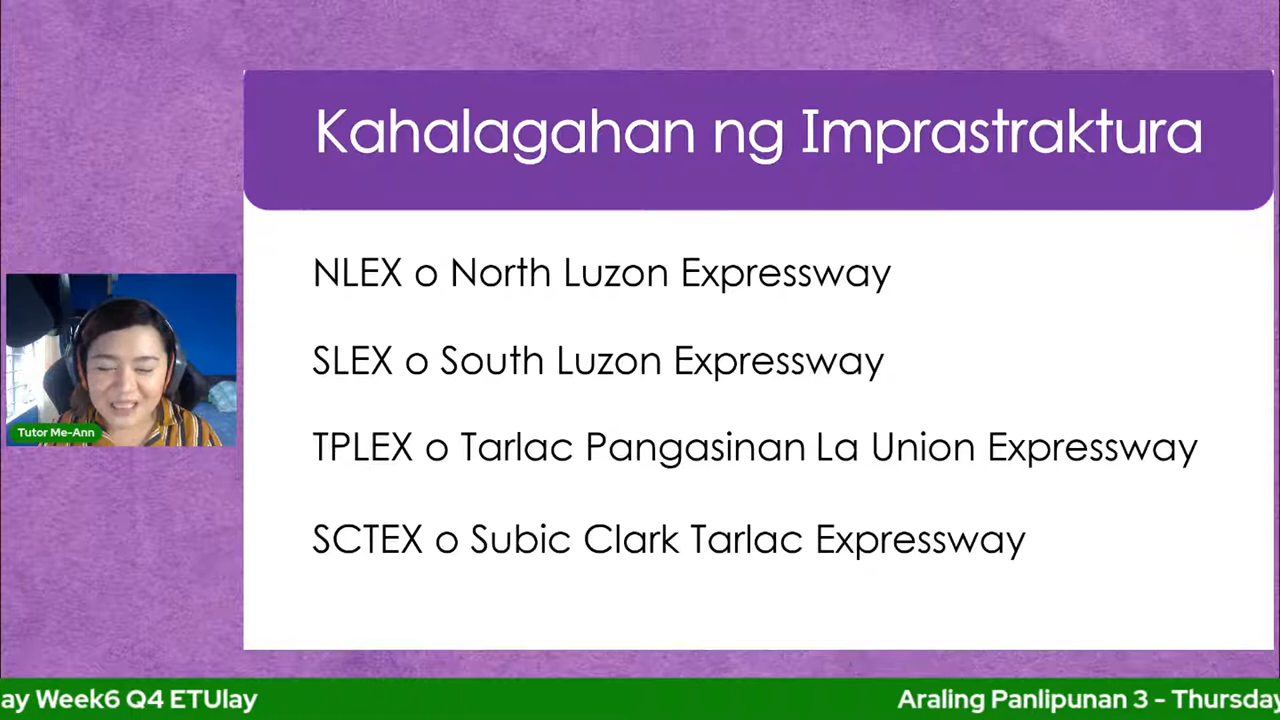 Kahalagahan ng Imprastraktura
NLEX o North Luzon Expressway
SLEX o South Luzon Expressway
TPLEX o Tarlac Pangasinan La Union Expressway
SCTEX o Subic Clark Tarlac Expressway
Tutor Me-Ann
ay Week6 Q4 ETUlay
Araling Panlipunan 3 - Thursday